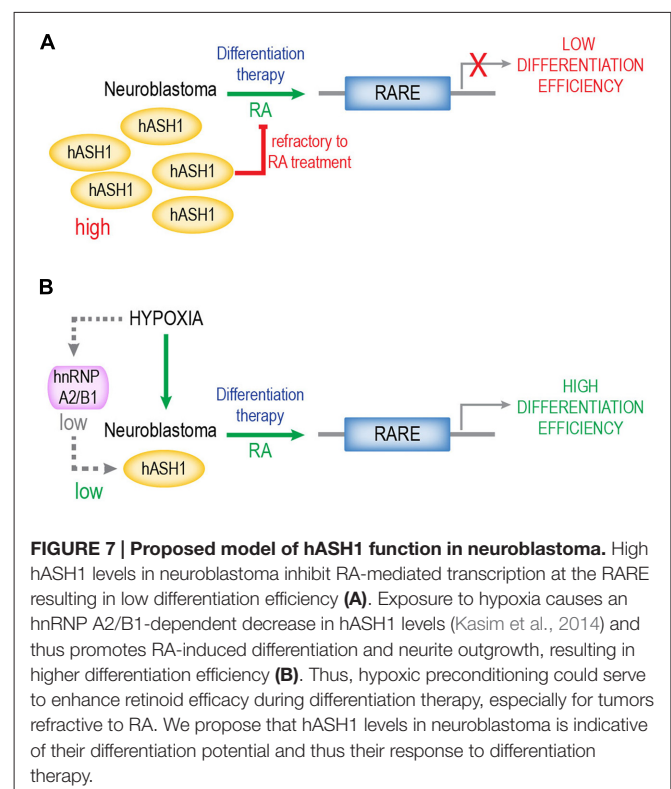 A
Differentiation
therapy
LOW
DIFFERENTIATION
EFFICIENCY
X
Neuroblastoma
RA
RARE
hASH1
hASH1
hASH1
hASH1
hASH1
refractory to
RA treatment
high
B
HYPOXIA
hnRNP
A2/B1
low
Neuroblastoma
hASH1
low
Differentiation
therapy
RA
RARE
HIGH
DIFFERENTIATION
EFFICIENCY
FIGURE 7 | Proposed model of hASH1 function in neuroblastoma. High
hASH1 levels in neuroblastoma inhibit RA-mediated transcription at the RARE
resulting in low differentiation efficiency (A). Exposure to hypoxia causes an
hnRNP A2/B1-dependent decrease in hASH1 levels (Kasim et al., 2014) and
thus promotes RA-induced differentiation and neurite outgrowth, resulting in
higher differentiation efficiency (B). Thus, hypoxic preconditioning could serve
to enhance retinoid efficacy during differentiation therapy, especially for tumors
refractive to RA. We propose that hASH1 levels in neuroblastoma is indicative
of their differentiation potential and thus their response to differentiation
therapy.